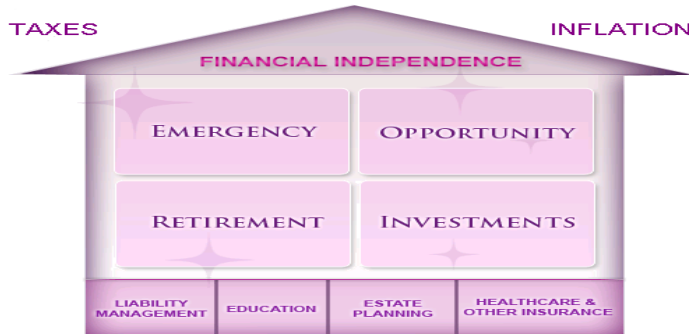 TAXES
INFLATION
FINANCIAL INDEPENDENCE
EMERGENCY
OPPORTUNITY
RETIREMENT
INVESTMENTS
LIABILITY
MANAGEMENT
EDUCATION
ESTATE
PLANNING
HEALTHCARE &
OTHER INSURANCE